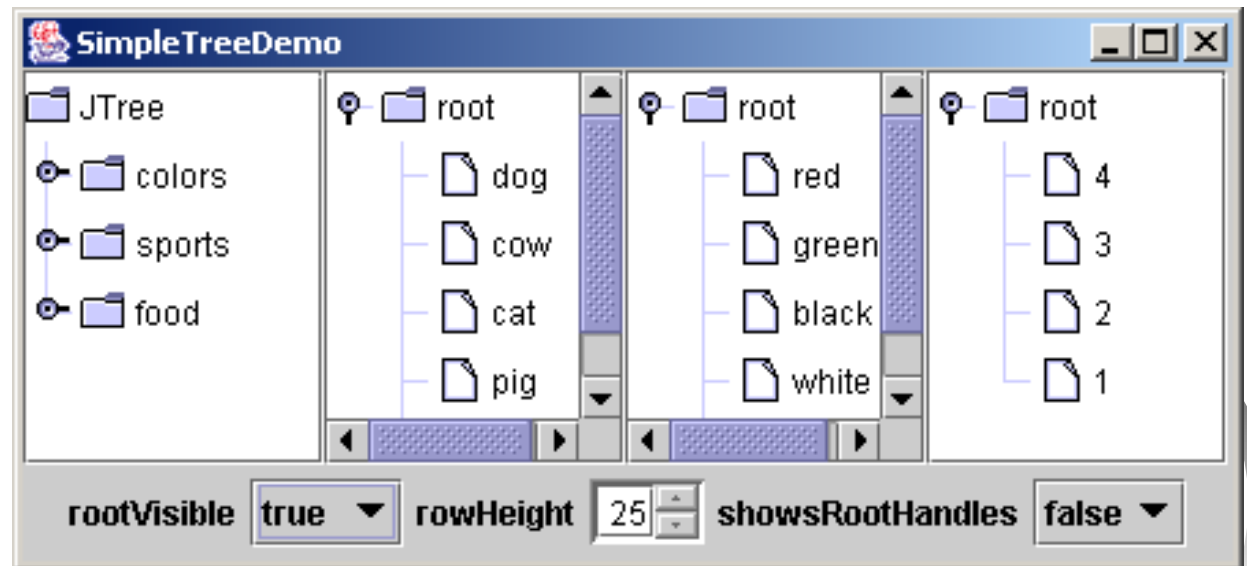 SimpleTreeDemo
JTree
colors
sports
food
root
dog
cow
cat
pig
root
red
green
black
white
root
4
3
2
1
rootVisible true rowHeight 25 showsRootHandles false